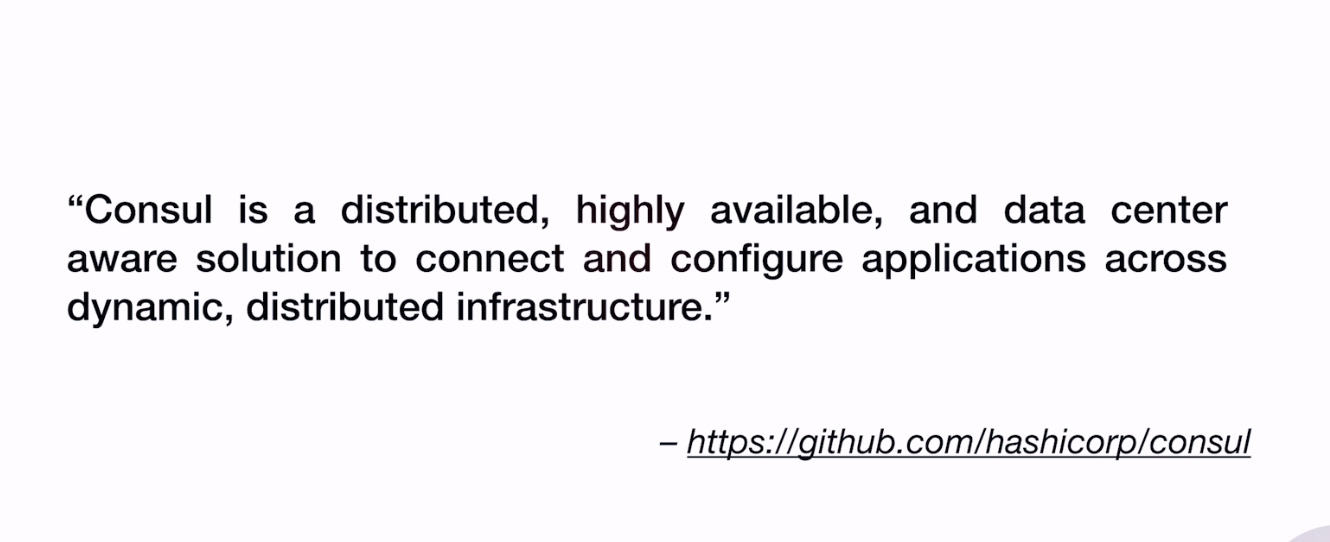 “Consul is a distributed, highly available, and data center
aware solution to connect and configure applications across
dynamic, distributed infrastructure.”
– https://github.com/hashicorp/consul